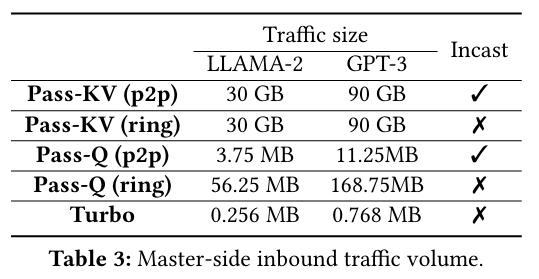 Traffic size Incast
LLAMA-2 GPT-3
Pass-KV (p2p) 30 GB 90 GB ✓
Pass-KV (ring) 30 GB 90 GB ✗
Pass-Q (p2p) 3.75 MB 11.25MB ✓
Pass-Q (ring) 56.25 MB 168.75MB ✗
Turbo 0.256 MB 0.768 MB ✗
Table 3: Master-side inbound traffic volume.